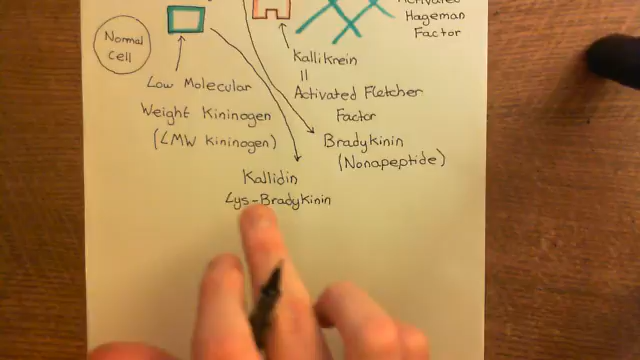 Activated
Hageman
Factor
Normal
Cell
Kallikrein
=
Activated Fletcher
Factor
Low Molecular
Weight Kininogen
(LMW Kininogen)
Bradykinin
(Nonapeptide)
Kallidin
Lys-Bradykinin